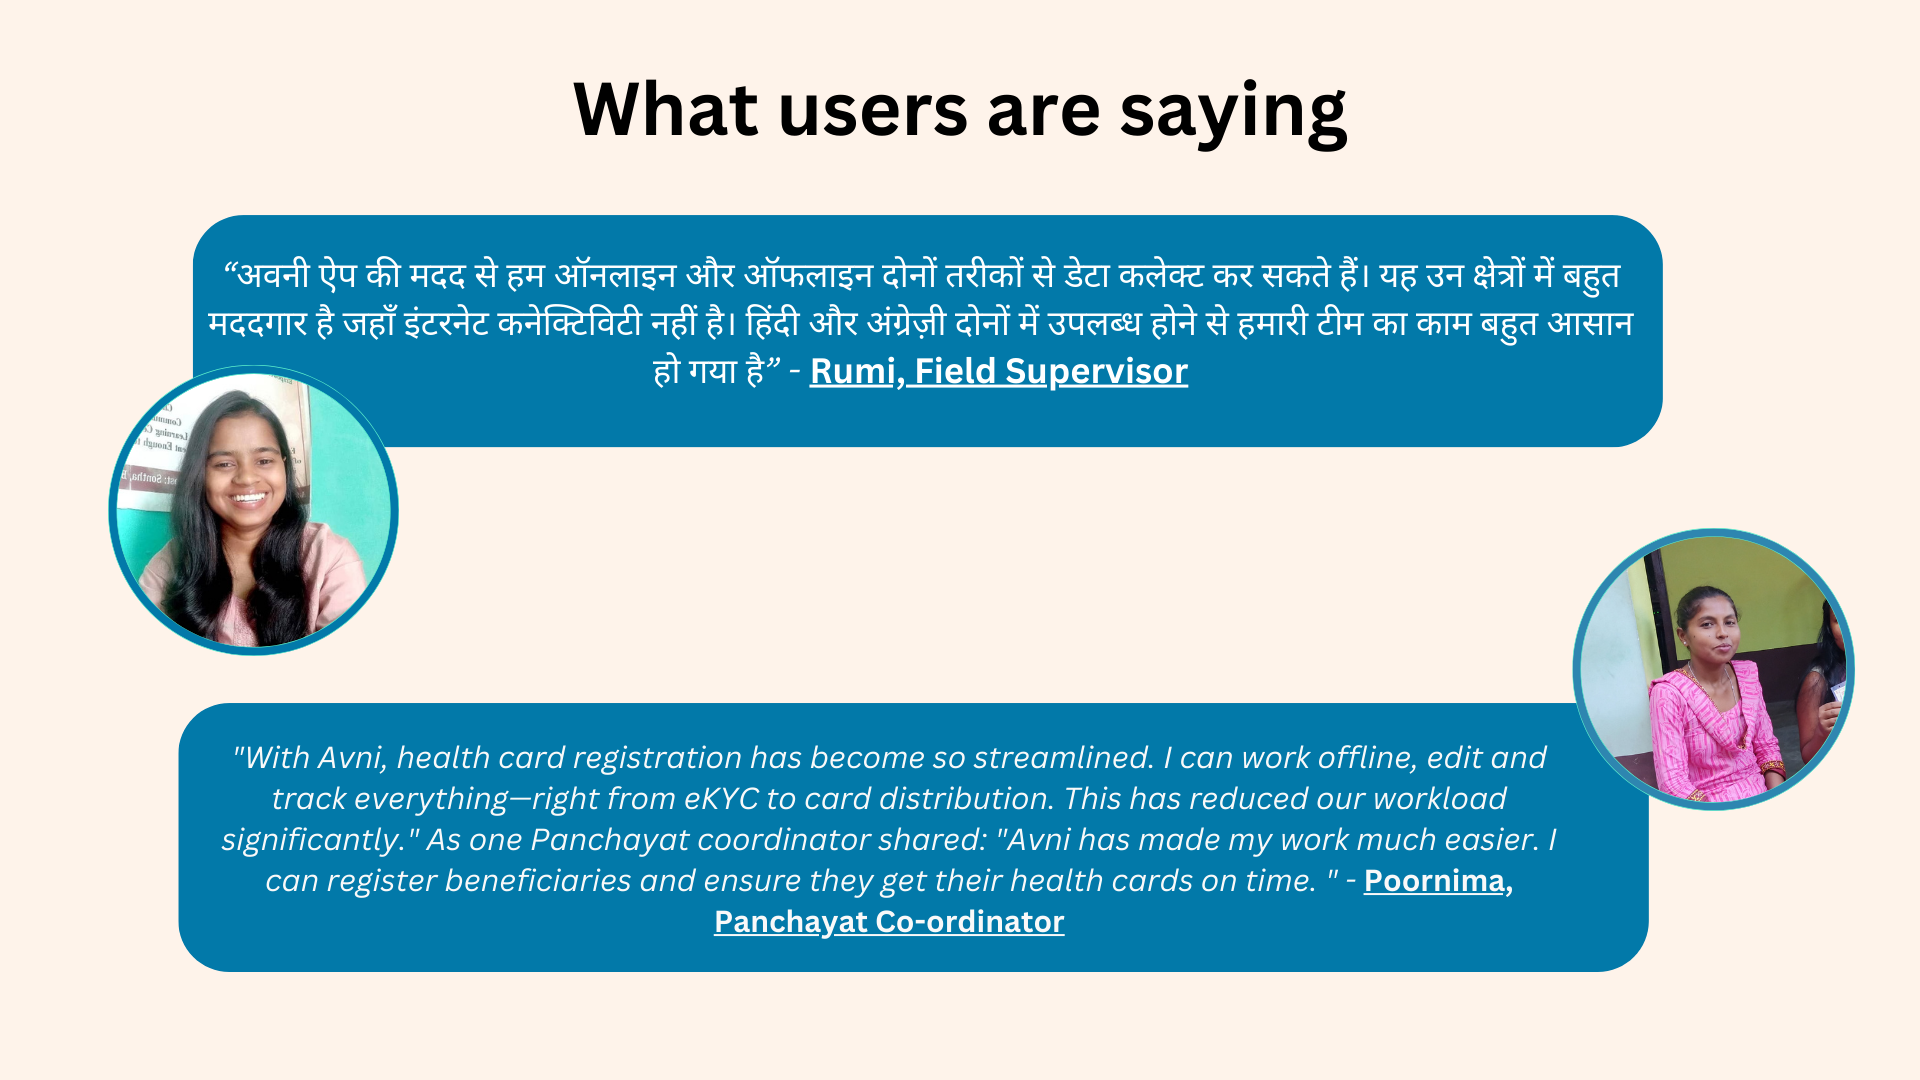 What users are saying
“अवनी ऐप की मदद से हम ऑनलाइन और ऑफलाइन दोनों तरीकों से डेटा कलेक्ट कर सकते हैं। यह उन क्षेत्रों में बहुत
मददगार है जहाँ इंटरनेट कनेक्टिविटी नहीं है। हिंदी और अंग्रेज़ी दोनों में उपलब्ध होने से हमारी टीम का काम बहुत आसान
हो गया है” - Rumi, Field Supervisor
"With Avni, health card registration has become so streamlined. I can work offline, edit and
track everything—right from eKYC to card distribution. This has reduced our workload
significantly." As one Panchayat coordinator shared: "Avni has made my work much easier. I
can register beneficiaries and ensure they get their health cards on time. " - Poornima,
Panchayat Co-ordinator